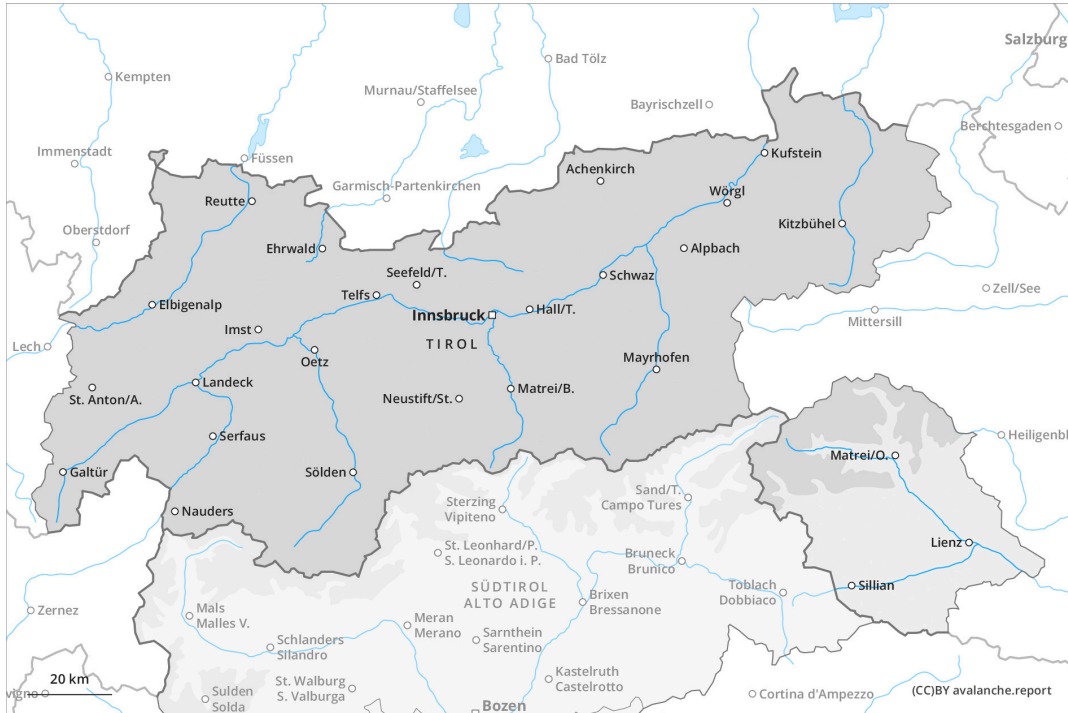 Salzburg
Kempten
Bad Tölz
Murnau/Staffelsee
Bayrischzell
Berchtesgaden
Immenstadt
Füssen
Kufstein
Achenkirch
Garmisch-Partenkirchen
Reutte
Wörgl
Oberstdorf
Kitzbühel
Ehrwald
Alpbach
Seefeld/T.
Schwaz
Telfs
Zell/See
Elbigenalp
Hall/T.
Innsbruck
Mittersill
Imst
Lech
TIROL
Oetz
Mayrhofen
Landeck
St. Anton/A.
Matrei/B.
Neustift/St.
Serfaus
Heiligenbl
Matrei/O.
Galtür
Sölden
Sterzing
Vipiteno
Sand/T.
Campo Tures
Nauders
Lienz
St. Leonhard/P.
S. Leonardo i. P.
Bruneck
Brunico
SÜDTIROL
ALTO ADIGE
Toblach
Dobbiaco
Sillian
Brixen
Bressanone
Zernez
Mals
Malles V.
Meran
Merano
Sarnthein
Sarentino
Schlanders
Silandro
Kastelruth
Castelrotto
20 km
St. Walburg
S. Valburga
vigno
Sulden
Solda
Cortina d'Ampezzo
(CC)BY avalanche.report
Bozen